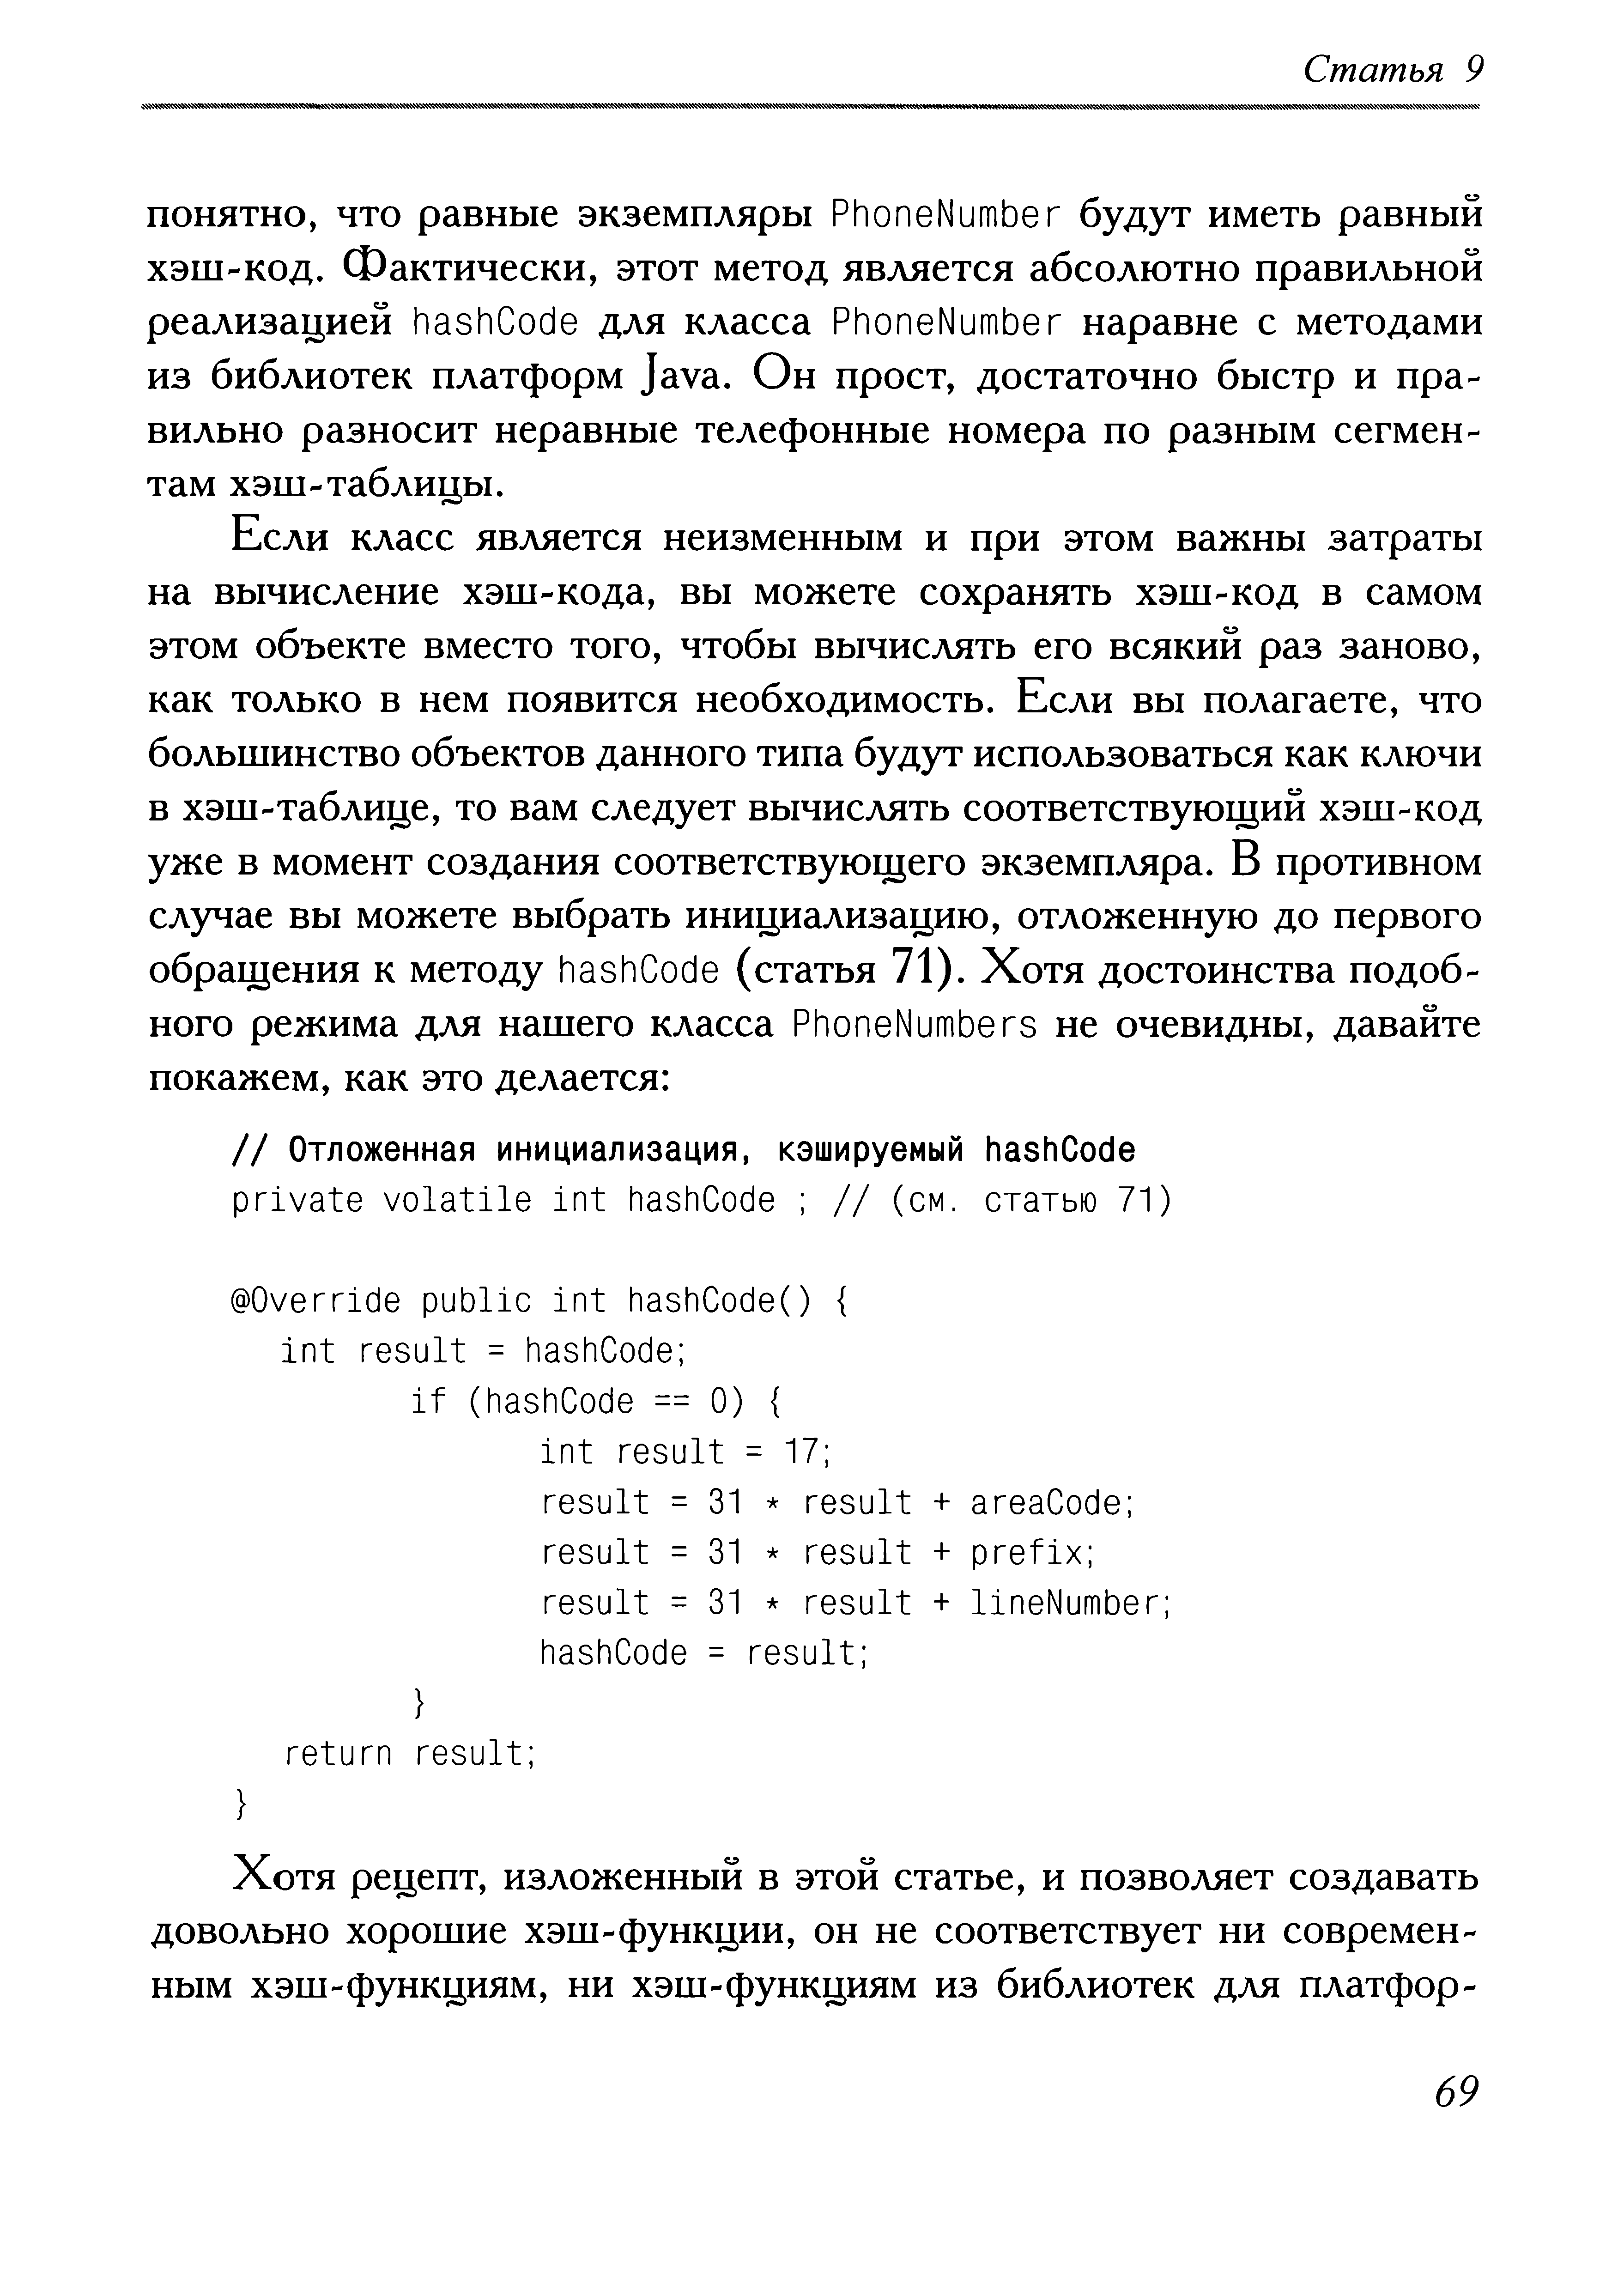 Статья 9
понятно, что равные экземпляры PhoneNumber будут иметь равный
хэш-код. Фактически, этот метод является абсолютно правильной
реализацией hashCode для класса PhoneNumber наравне с методами
из библиотек платформ Java. Он прост, достаточно быстр и пра-
вильно разносит неравные телефонные номера по разным сегмен-
там хэш-таблицы.
Если класс является неизменным и при этом важны затраты
на вычисление хэш-кода, вы можете сохранять хэш-код в самом
этом объекте вместо того, чтобы вычислять его всякий раз заново,
как только в нем появится необходимость. Если вы полагаете, что
большинство объектов данного типа будут использоваться как ключи
в хэш-таблице, то вам следует вычислять соответствующий хэш-код
уже в момент создания соответствующего экземпляра. В противном
случае вы можете выбрать инициализацию, отложенную до первого
обращения к методу hashCode (статья 71). Хотя достоинства подоб-
ного режима для нашего класса PhoneNumbers не очевидны, давайте
покажем, как это делается:
// Отложенная инициализация, кэшируемый hashCode
private volatile int hashCode ; // (см. статью 71)
@Override public int hashCode() {
int result = hashCode;
if (hashCode == 0) {
int result = 17;
result = 31 * result + areaCode;
result = 31 * result + prefix;
result = 31 * result + lineNumber;
hashCode = result;
}
return result;
}
Хотя рецепт, изложенный в этой статье, и позволяет создавать
довольно хорошие хэш-функции, он не соответствует ни современ-
ным хэш-функциям, ни хэш-функциям из библиотек для платфор-
69